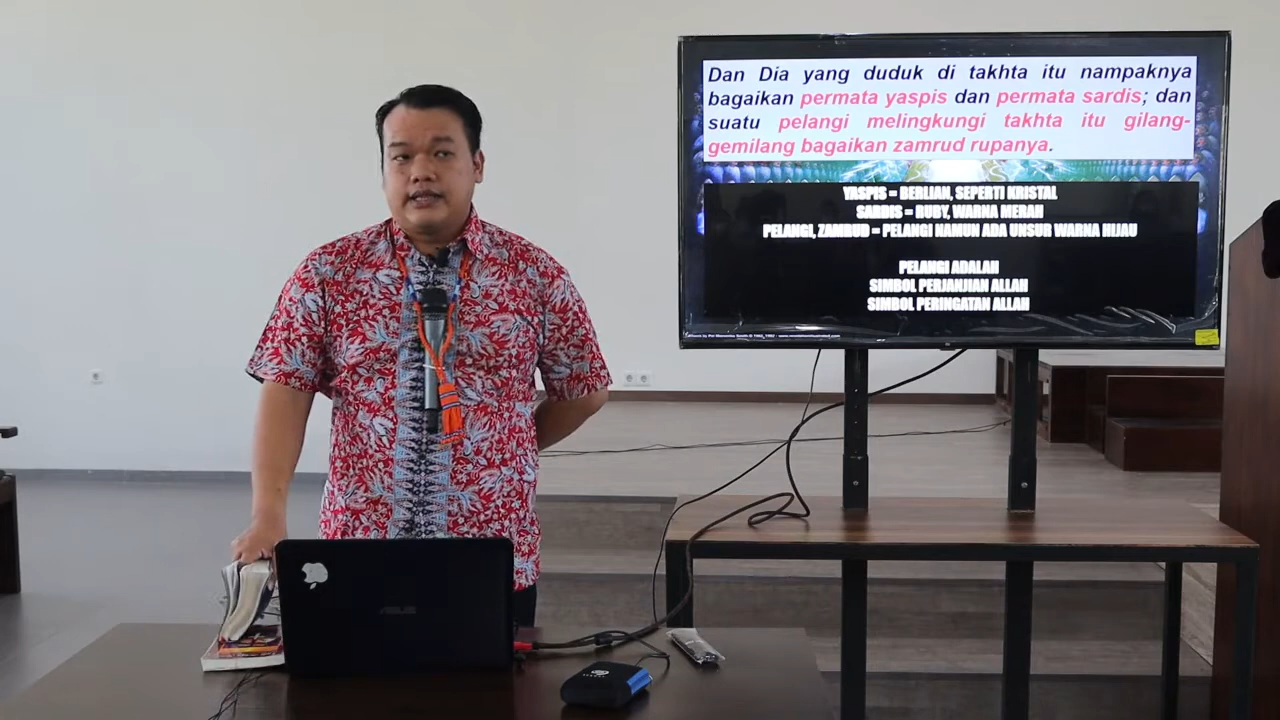 Dan Dia yang duduk di takhta itu nampaknya
bagaikan permata yaspis dan permata sardis; dan
suatu pelangi melingkungi takhta itu gilang-
gemilang bagaikan zamrud rupanya.
YASPIS = BERLIAN, SEPERTI KRISTAL
SARDIS = RUBY, WARNA MERAH
PELANGI, ZAMRUD = PELANGI NAMUN ADA UNSUR WARNA HIJAU
PELANGI ADALAH
SIMBOL PERJANJIAN ALLAH
SIMBOL PERINGATAN ALLAH
ASUS